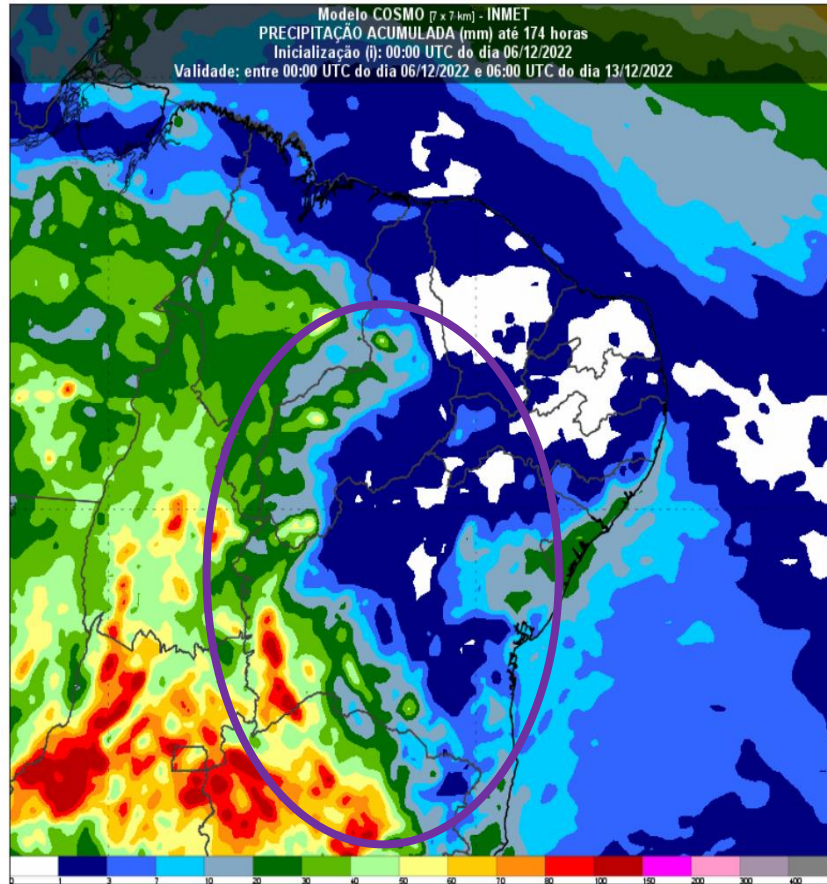 Modelo COSMO [7 x 7 km] - INMET
PRECIPITAÇÃO ACUMULADA (mm) até 174 horas
Inicialização (i): 00:00 UTC do dia 06/12/2022
Validade: entre 00:00 UTC do dia 06/12/2022 e 06:00 UTC do dia 13/12/2022
0 1 3 7 10 20 30 40 50 60 70 80 100 150 200 300 400